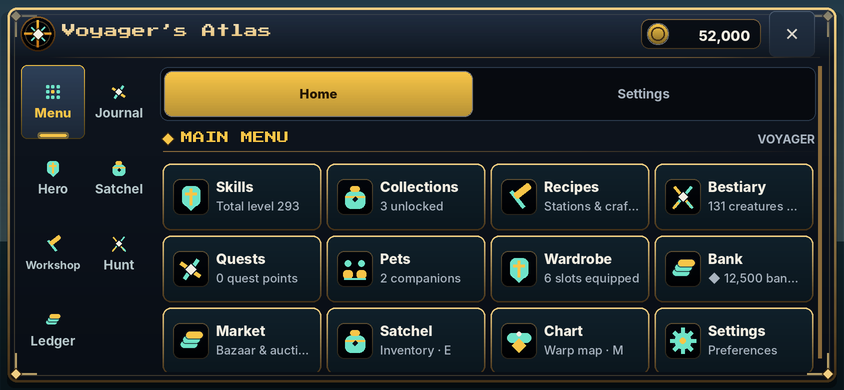 Voyager's Atlas
52,000
×
Menu
Journal
Hero
Satchel
Workshop
Hunt
Ledger
Home
Settings
MAIN MENU
VOYAGER
Skills
Total level 293
Collections
3 unlocked
Recipes
Stations & craf...
Bestiary
131 creatures ...
Quests
0 quest points
Pets
2 companions
Wardrobe
6 slots equipped
Bank
◆ 12,500 ban...
Market
Bazaar & aucti...
Satchel
Inventory · E
Chart
Warp map · M
Settings
Preferences